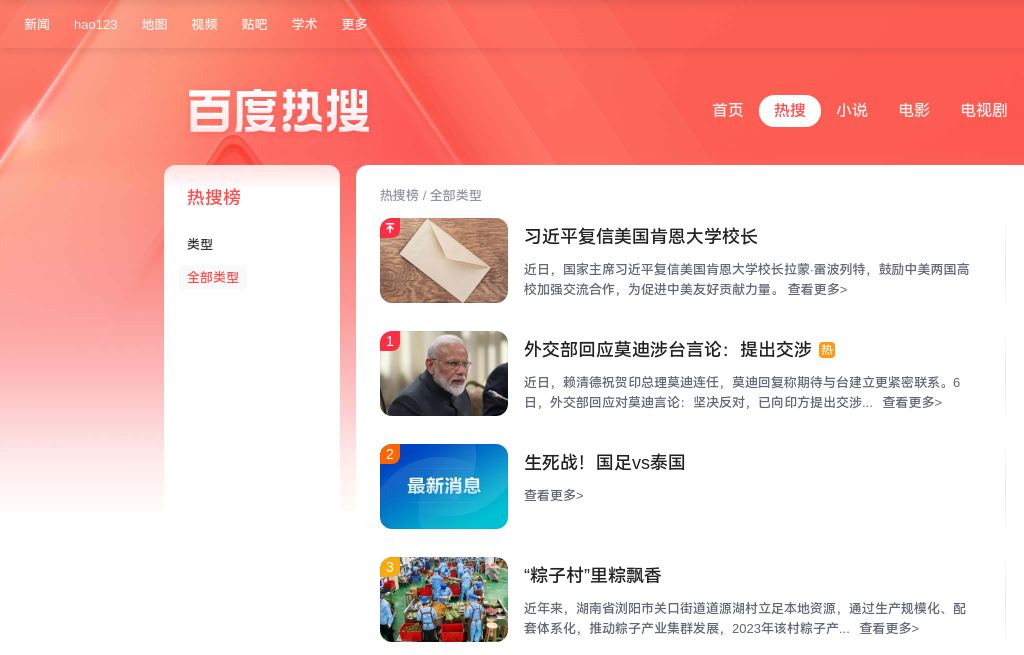 新闻 hao123 地图 视频 贴吧 学术 更多
百度热搜
首页 热搜 小说 电影 电视剧
热搜榜
类型
全部类型
热搜榜 / 全部类型
习近平复信美国肯恩大学校长
近日，国家主席习近平复信美国肯恩大学校长拉蒙·雷波列特，鼓励中美两国高
校加强交流合作，为促进中美友好贡献力量。 查看更多>
1
外交部回应莫迪涉台言论：提出交涉 热
近日，赖清德祝贺印总理莫迪连任，莫迪回复称期待与台建立更紧密联系。6
日，外交部回应对莫迪言论：坚决反对，已向印方提出交涉... 查看更多>
2
最新消息
生死战！国足vs泰国
查看更多>
3
“粽子村”里粽飘香
近年来，湖南省浏阳市关口街道道源湖村立足本地资源，通过生产规模化、配
套体系化，推动粽子产业集群发展，2023年该村粽子产... 查看更多>